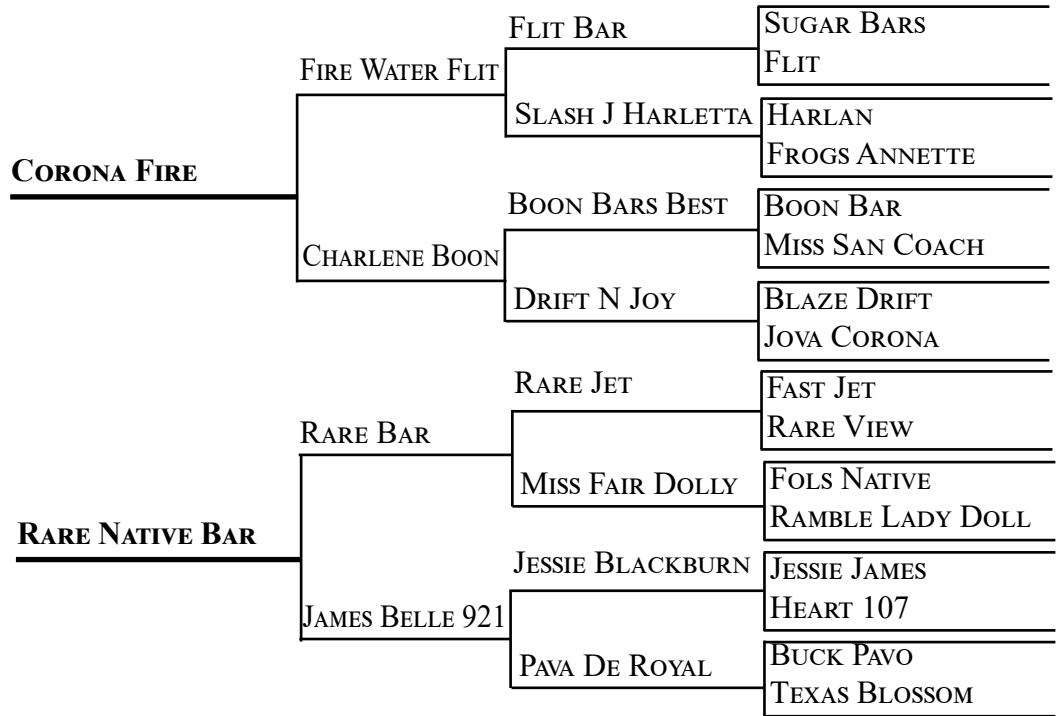 Flit Bar
Sugar Bars
Flit
Fire Water Flit
Slash J Harletta
Harlan
Frogs Annette
Corona Fire
Boon Bars Best
Boon Bar
Miss San Coach
Charlene Boon
Drift N Joy
Blaze Drift
Jova Corona
Rare Jet
Fast Jet
Rare View
Rare Bar
Miss Fair Dolly
Fols Native
Ramble Lady Doll
Rare Native Bar
Jessie Blackburn
Jessie James
Heart 107
James Belle 921
Pava De Royal
Buck Pavo
Texas Blossom